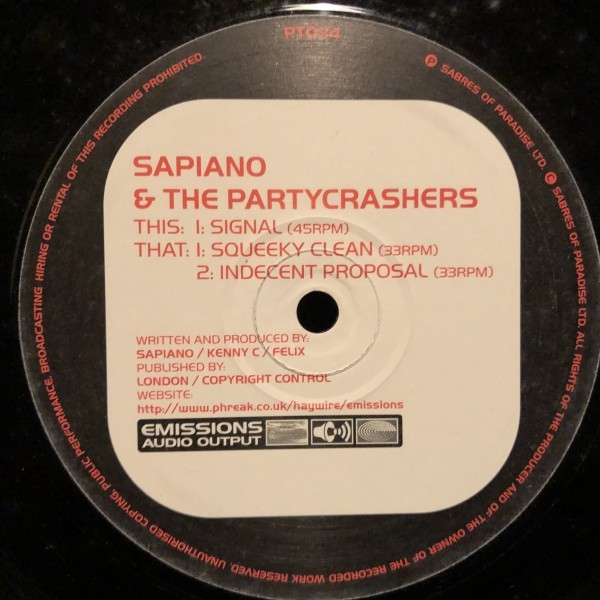 PT034
SAPIANO
& THE PARTYCRASHERS
THIS: 1: SIGNAL (45RPM)
THAT: 1: SQUEEKY CLEAN (33RPM)
2: INDECENT PROPOSAL (33RPM)
WRITTEN AND PRODUCED BY:
SAPIANO / KENNY C / FELIX
PUBLISHED BY:
LONDON / COPYRIGHT CONTROL
WEBSITE:
http://www.phreak.co.uk/haywire/emissions
EMISSIONS
AUDIO OUTPUT
℗ SABRES OF PARADISE LTD. © SABRES OF PARADISE LTD. ALL RIGHTS OF THE PRODUCER AND OF THE OWNER OF THE RECORDED WORK RESERVED. UNAUTHORISED COPYING, PUBLIC PERFORMANCE, BROADCASTING HIRING OR RENTAL OF THIS RECORDING PROHIBITED.